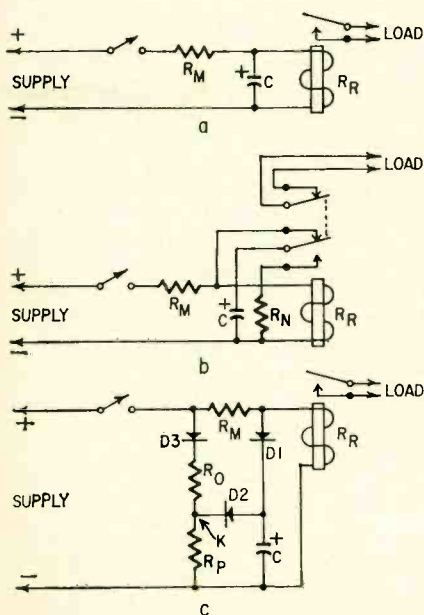 +
LOAD
SUPPLY
R_M
+
C
R_R
−
a
LOAD
+
R_M
SUPPLY
+
C
R_N
R_R
−
b
LOAD
+
R_M
R_R
D3
D1
R_O
SUPPLY
D2
K
+
C
R_P
−
c